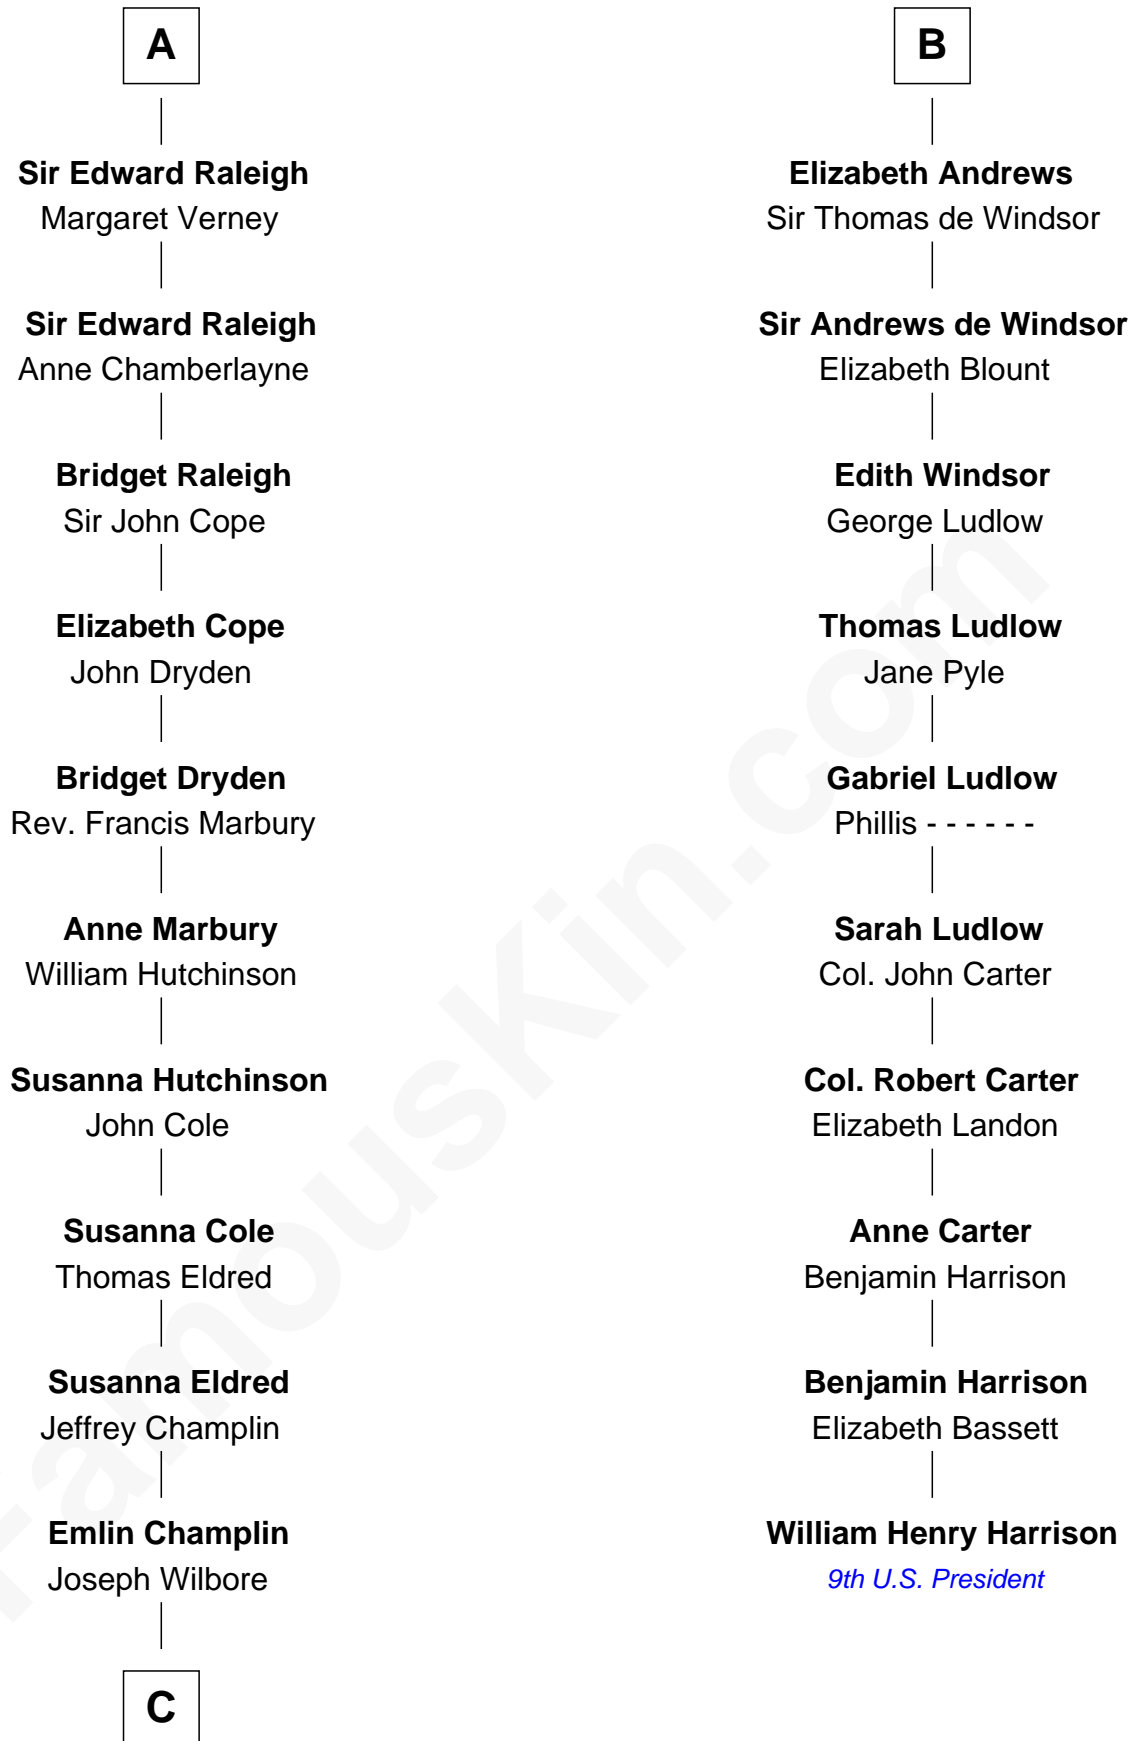 A
Sir Edward Raleigh
Margaret Verney
Sir Edward Raleigh
Anne Chamberlayne
Bridget Raleigh
Sir John Cope
Elizabeth Cope
John Dryden
Bridget Dryden
Rev. Francis Marbury
Anne Marbury
William Hutchinson
Susanna Hutchinson
John Cole
Susanna Cole
Thomas Eldred
Susanna Eldred
Jeffrey Champlin
Emlin Champlin
Joseph Wilbore
C
B
Elizabeth Andrews
Sir Thomas de Windsor
Sir Andrews de Windsor
Elizabeth Blount
Edith Windsor
George Ludlow
Thomas Ludlow
Jane Pyle
Gabriel Ludlow
Phillis - - - - - -
Sarah Ludlow
Col. John Carter
Col. Robert Carter
Elizabeth Landon
Anne Carter
Benjamin Harrison
Benjamin Harrison
Elizabeth Bassett
William Henry Harrison
9th U.S. President
FamousKin.com